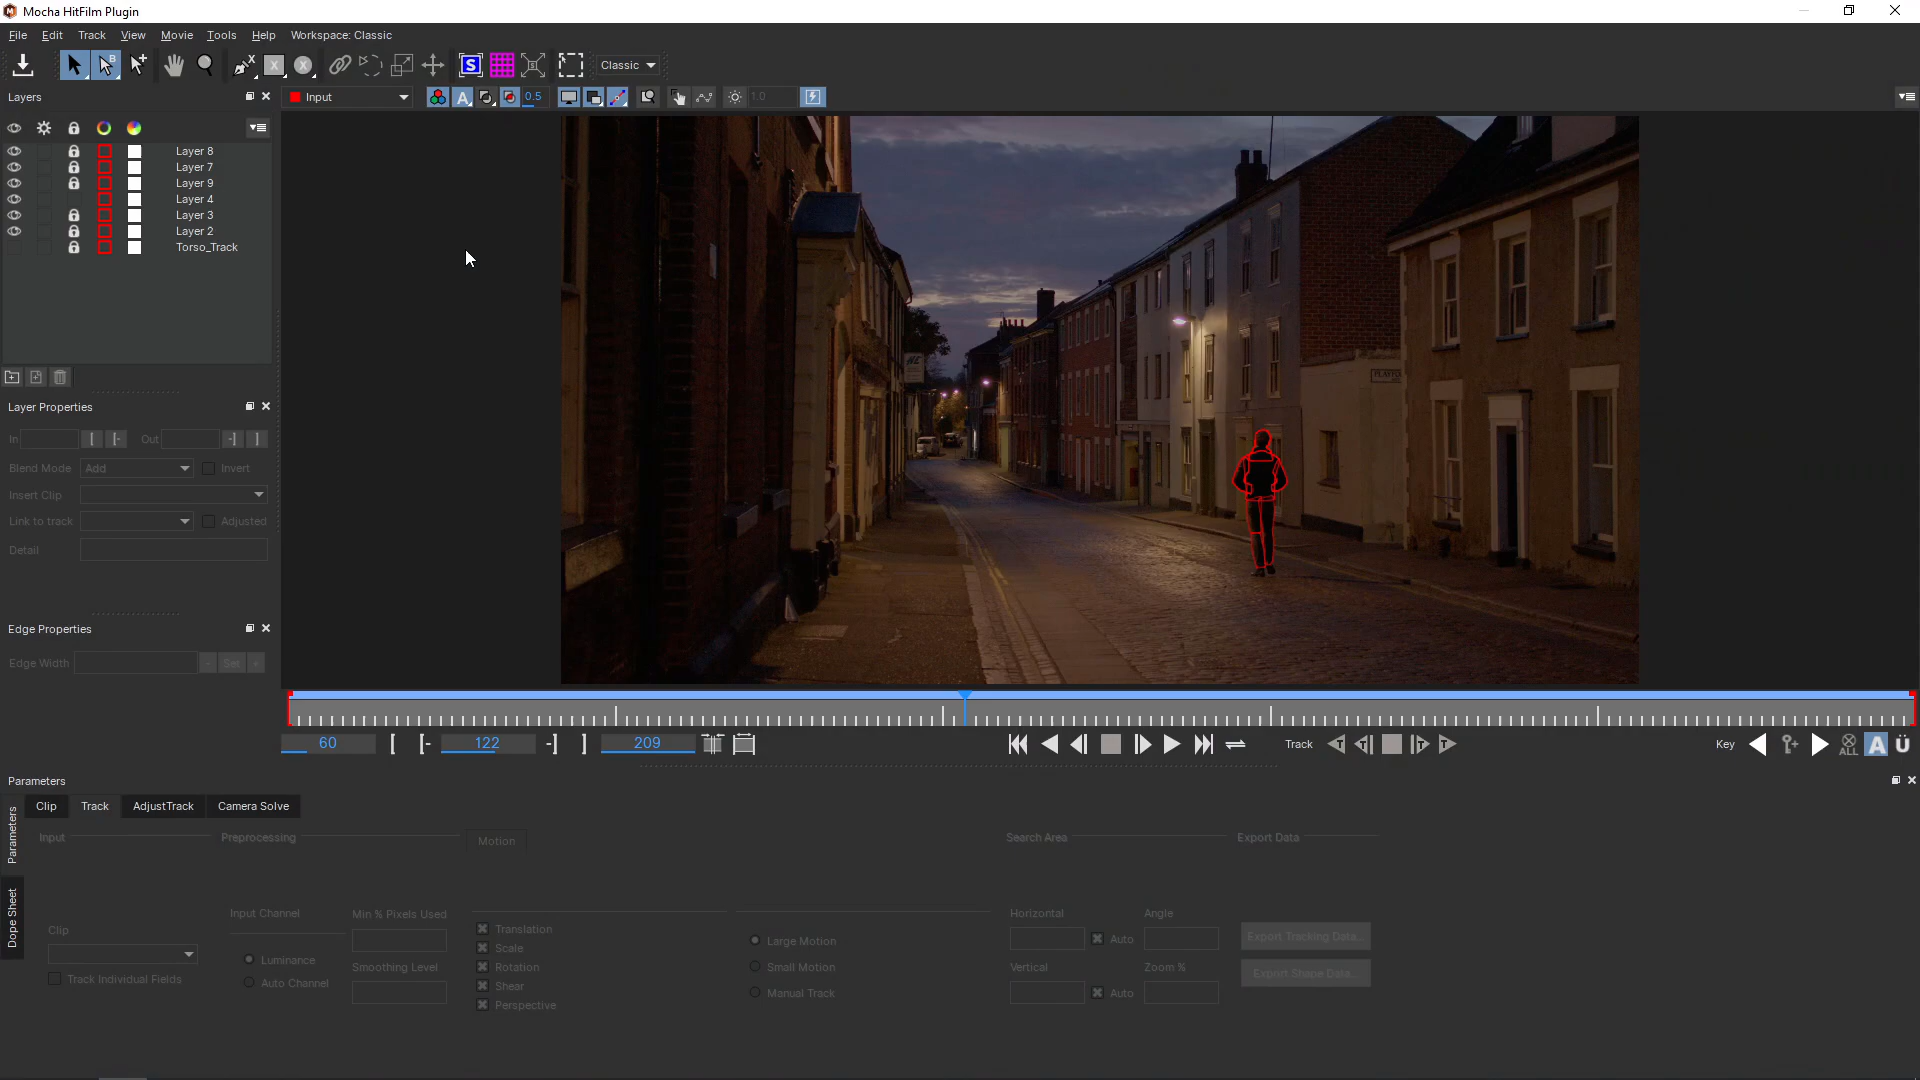 Mocha HitFilm Plugin
File Edit Track View Movie Tools Help Workspace: Classic
S Classic
Layers
Input A 0.5 1.0
Layer 8
Layer 7
Layer 9
Layer 4
Layer 3
Layer 2
Torso_Track
Layer Properties
In Out
Blend Mode Add Invert
Insert Clip
Link to track Adjusted
Detail
Edge Properties
Edge Width - Set +
60 122 209 Track Key ALL A Ü
Parameters
Clip Track AdjustTrack Camera Solve
Parameters
Dope Sheet
Input Preprocessing Motion Search Area Export Data
Input Channel Min % Pixels Used Horizontal Angle
Clip Translation
Large Motion Auto Export Tracking Data...
Scale
Luminance Smoothing Level Rotation Small Motion Vertical Zoom %
Track Individual Fields Auto Channel Shear Export Shape Data...
Manual Track Auto
Perspective